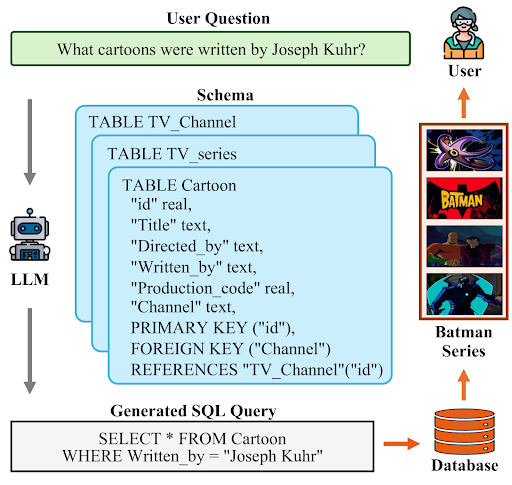 User Question
What cartoons were written by Joseph Kuhr?
User
Schema
TABLE TV_Channel
TABLE TV_series
TABLE Cartoon
"id" real,
"Title" text,
"Directed_by" text,
"Written_by" text,
"Production_code" real,
"Channel" text,
PRIMARY KEY ("id"),
FOREIGN KEY ("Channel")
REFERENCES "TV_Channel"("id")
LLM
BATMAN
Batman
Series
Generated SQL Query
SELECT * FROM Cartoon
WHERE Written_by = "Joseph Kuhr"
Database